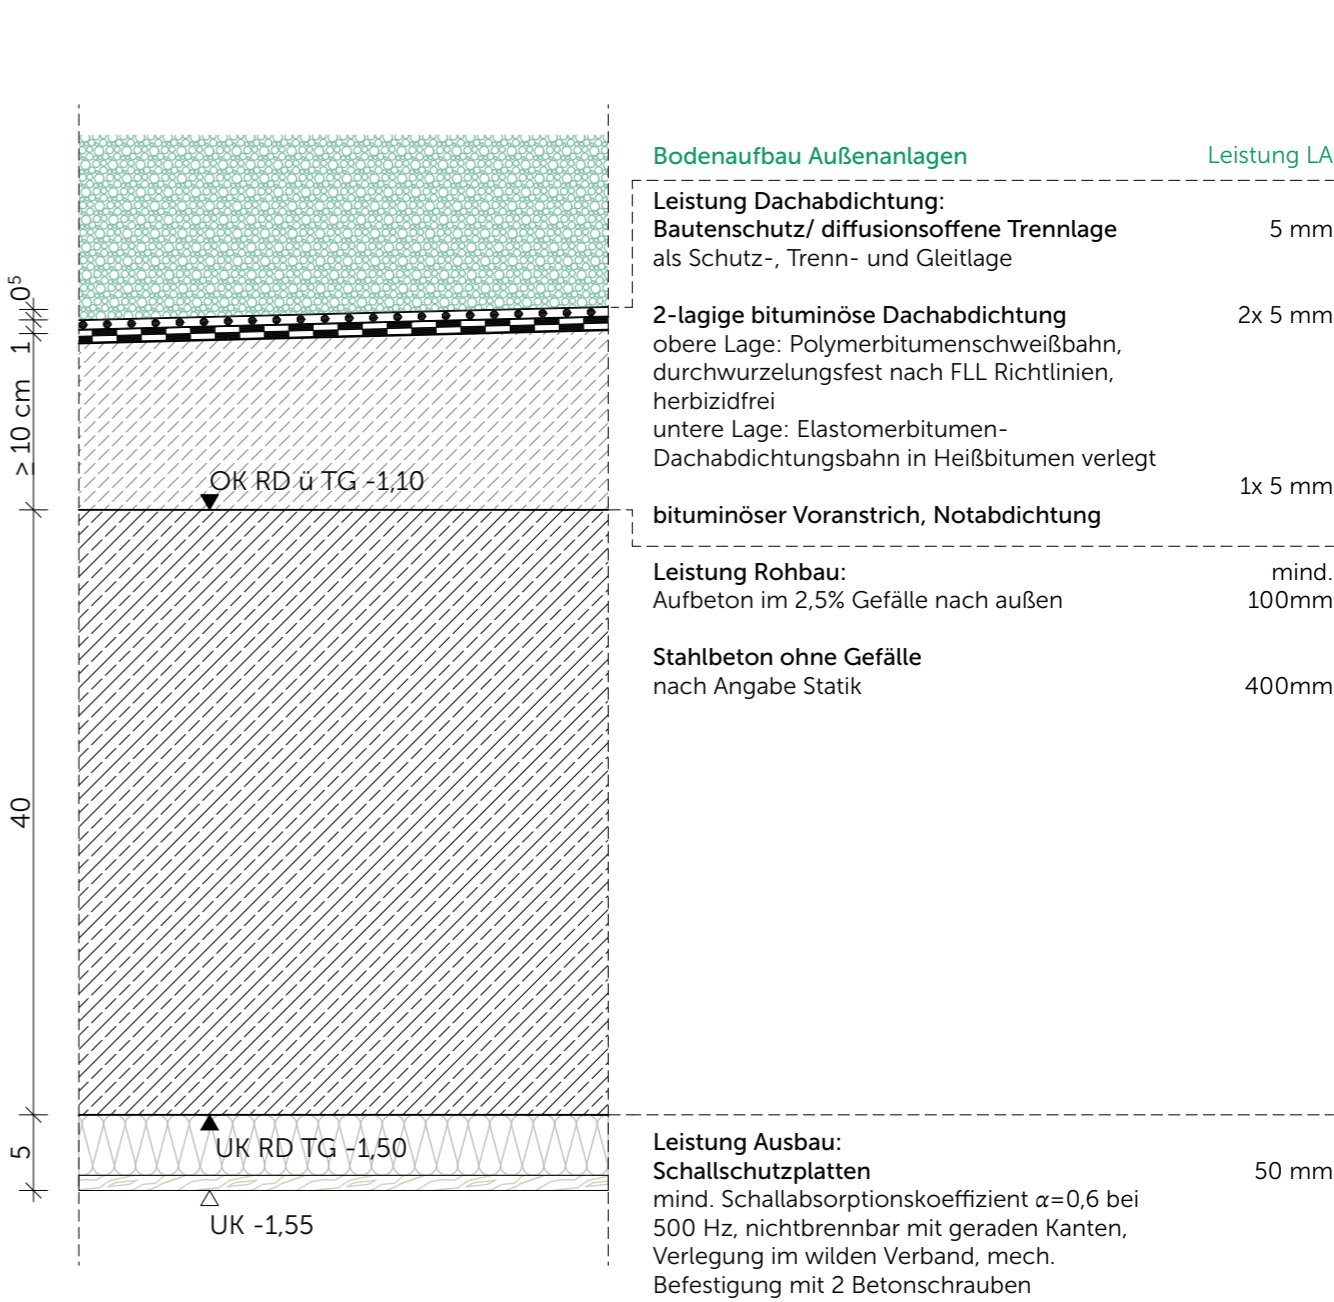 Bodenaufbau Außenanlagen Leistung LA
Leistung Dachabdichtung:
Bautenschutz/ diffusionsoffene Trennlage 5 mm
als Schutz-, Trenn- und Gleitlage
2-lagige bituminöse Dachabdichtung 2x 5 mm
obere Lage: Polymerbitumenschweißbahn,
durchwurzelungsfest nach FLL Richtlinien,
herbizidfrei
untere Lage: Elastomerbitumen-
Dachabdichtungsbahn in Heißbitumen verlegt
1x 5 mm
bituminöser Voranstrich, Notabdichtung
Leistung Rohbau: mind.
Aufbeton im 2,5% Gefälle nach außen 100mm
Stahlbeton ohne Gefälle
nach Angabe Statik 400mm
Leistung Ausbau:
Schallschutzplatten 50 mm
mind. Schallabsorptionskoeffizient α=0,6 bei
500 Hz, nichtbrennbar mit geraden Kanten,
Verlegung im wilden Verband, mech.
Befestigung mit 2 Betonschrauben
0⁵
1
≥ 10 cm
40
5
OK RD ü TG -1,10
UK RD TG -1,50
UK -1,55